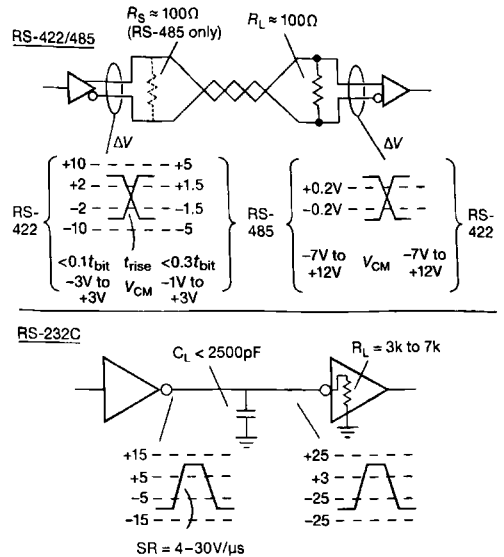 RS-422/485
R_S ≈ 100Ω
(RS-485 only)
R_L ≈ 100Ω
ΔV
ΔV
RS-422
+10 +5
+2 +1.5
−2 −1.5
−10 −5
<0.1t_bit t_rise <0.3t_bit
−3V to +3V V_CM −1V to +3V
RS-485
+0.2V
−0.2V
−7V to +12V V_CM −7V to +12V
RS-422
RS-232C
C_L < 2500pF
R_L = 3k to 7k
+15
+5
−5
−15
SR = 4–30V/µs
+25
+3
−25
−25